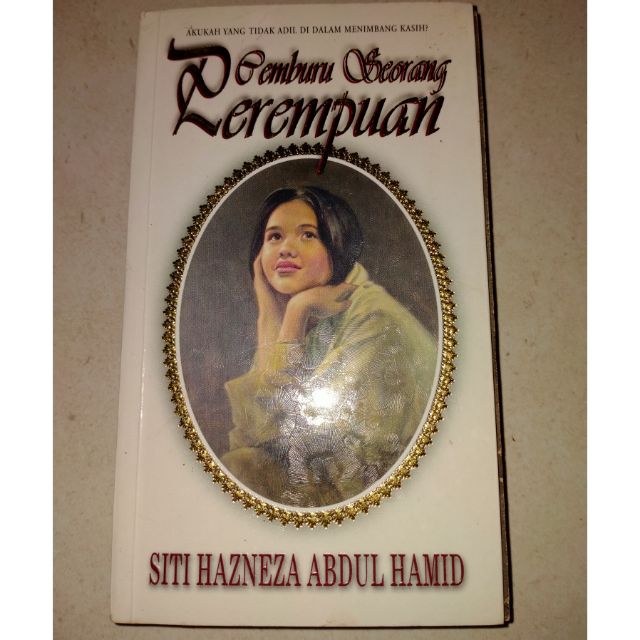 AKUKAH YANG TIDAK ADIL DI DALAM MENIMBANG KASIH?
Cemburu Seorang
Perempuan
SITI HAZNEZA ABDUL HAMID